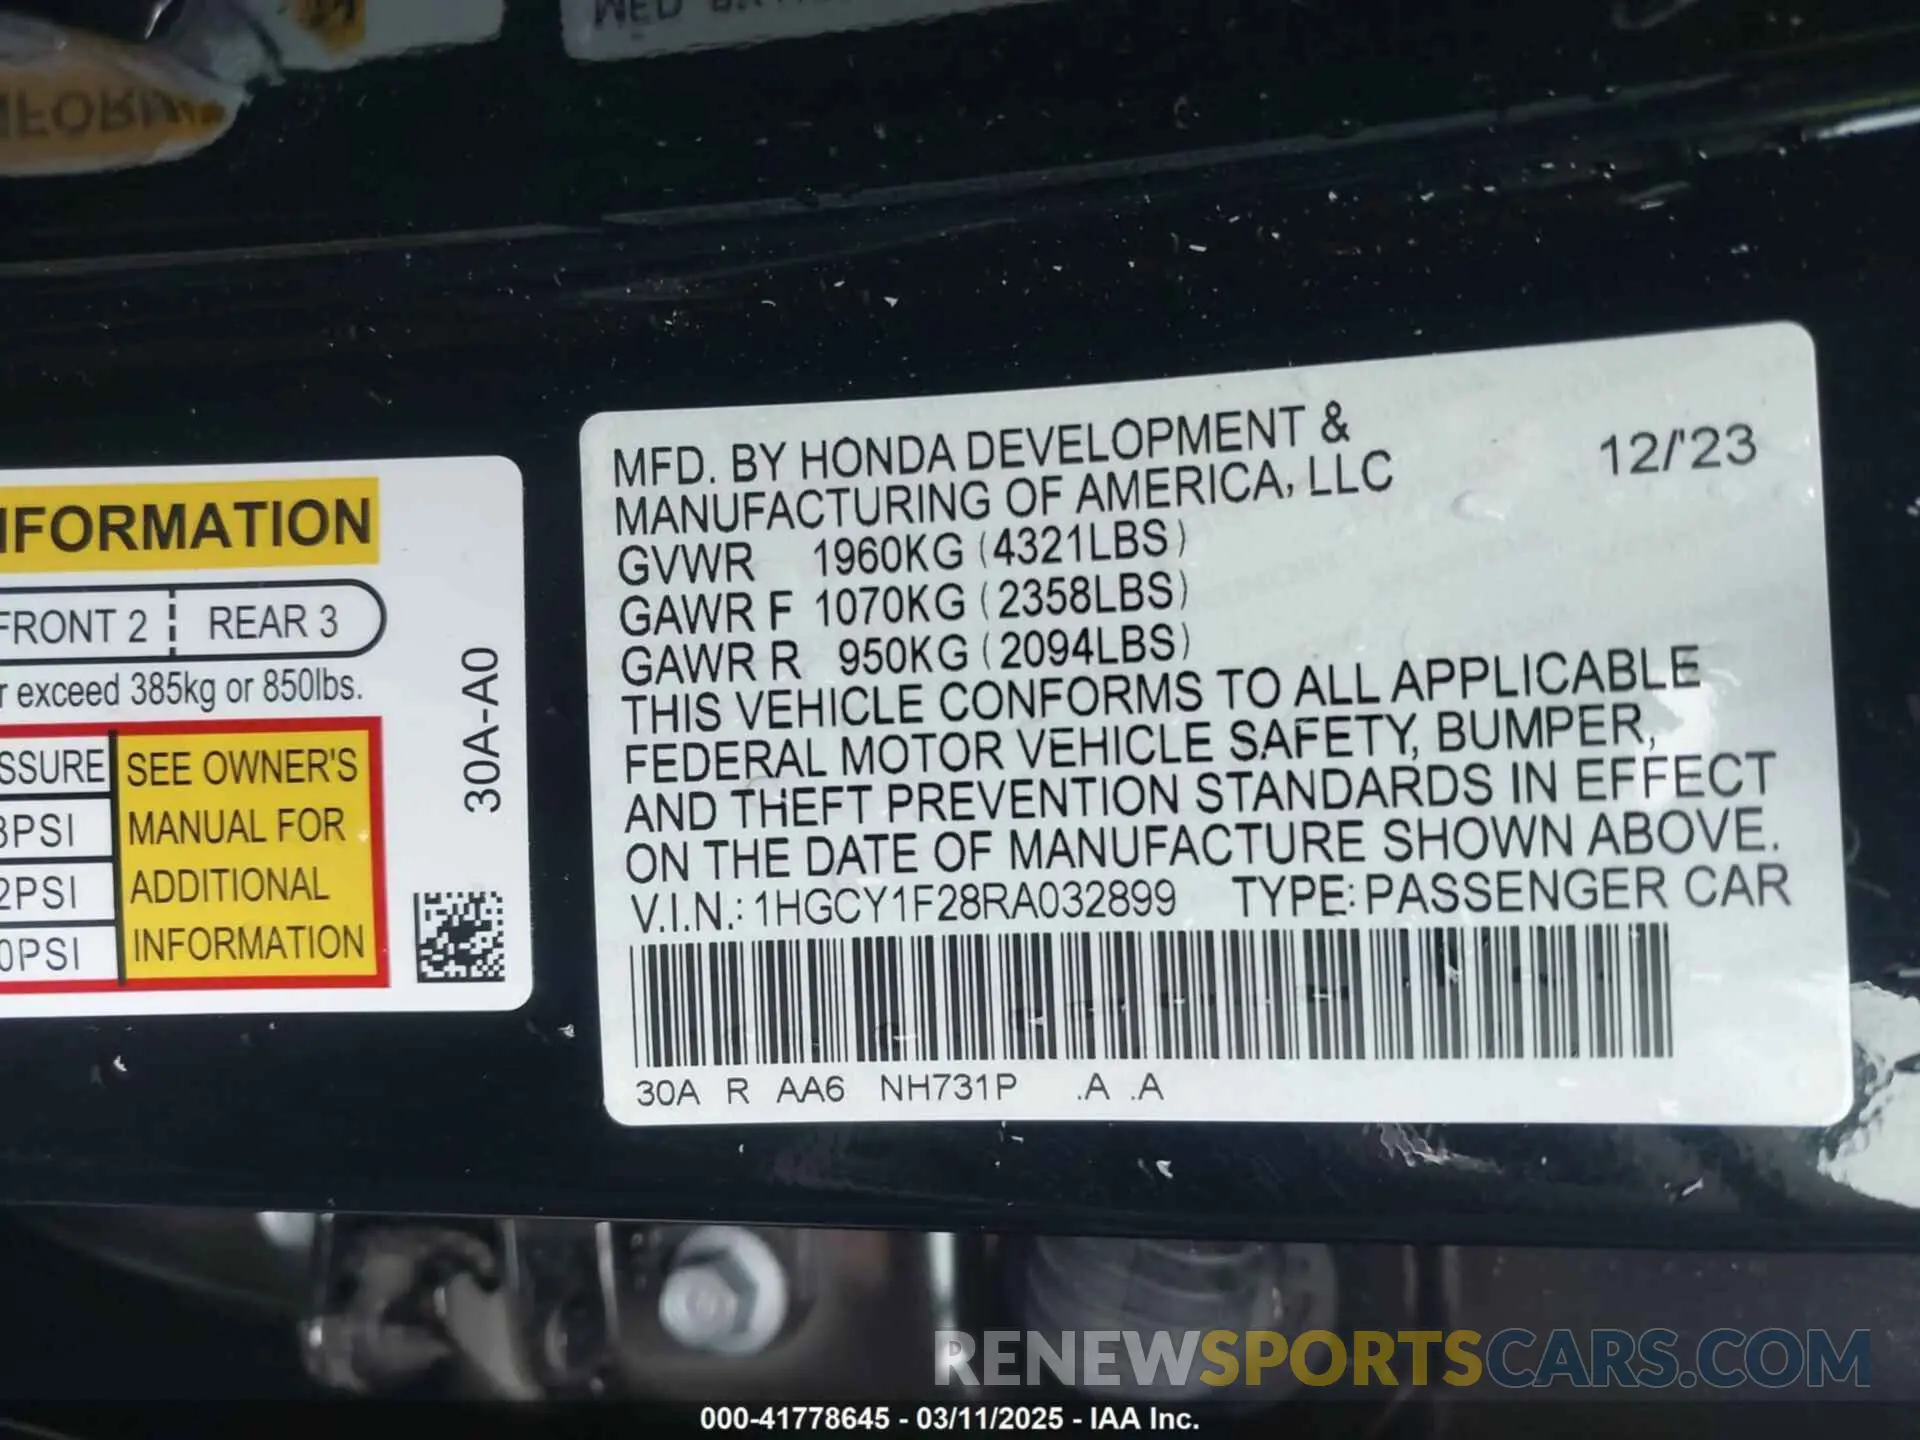 INFORMATION
FRONT 2 REAR 3
exceed 385kg or 850lbs.
SSURE
SEE OWNER'S
MANUAL FOR
ADDITIONAL
INFORMATION
3PSI
2PSI
0PSI
30A-A0
MFD. BY HONDA DEVELOPMENT &
MANUFACTURING OF AMERICA, LLC
12/'23
GVWR 1960KG (4321LBS)
GAWR F 1070KG (2358LBS)
GAWR R 950KG (2094LBS)
THIS VEHICLE CONFORMS TO ALL APPLICABLE
FEDERAL MOTOR VEHICLE SAFETY, BUMPER,
AND THEFT PREVENTION STANDARDS IN EFFECT
ON THE DATE OF MANUFACTURE SHOWN ABOVE.
V.I.N.: 1HGCY1F28RA032899 TYPE: PASSENGER CAR
30A R AA6 NH731P .A .A
RENEWSPORTSCARS.COM
000-41778645 - 03/11/2025 - IAA Inc.